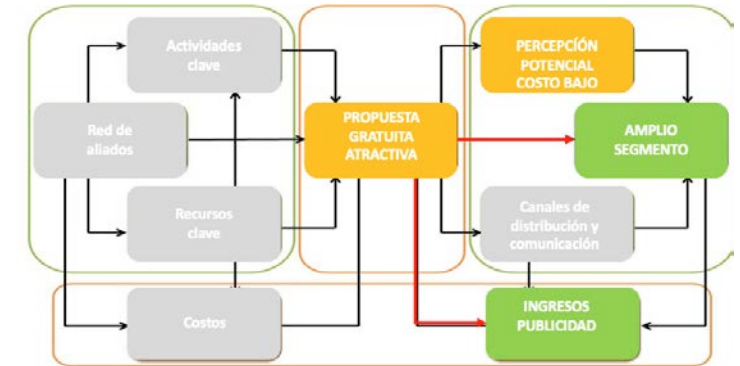 Actividades
clave
PERCEPCIÓN
POTENCIAL
COSTO BAJO
Red de
aliados
PROPUESTA
GRATUITA
ATRACTIVA
AMPLIO
SEGMENTO
Recursos
clave
Canales de
distribución y
comunicación
Costos
INGRESOS
PUBLICIDAD